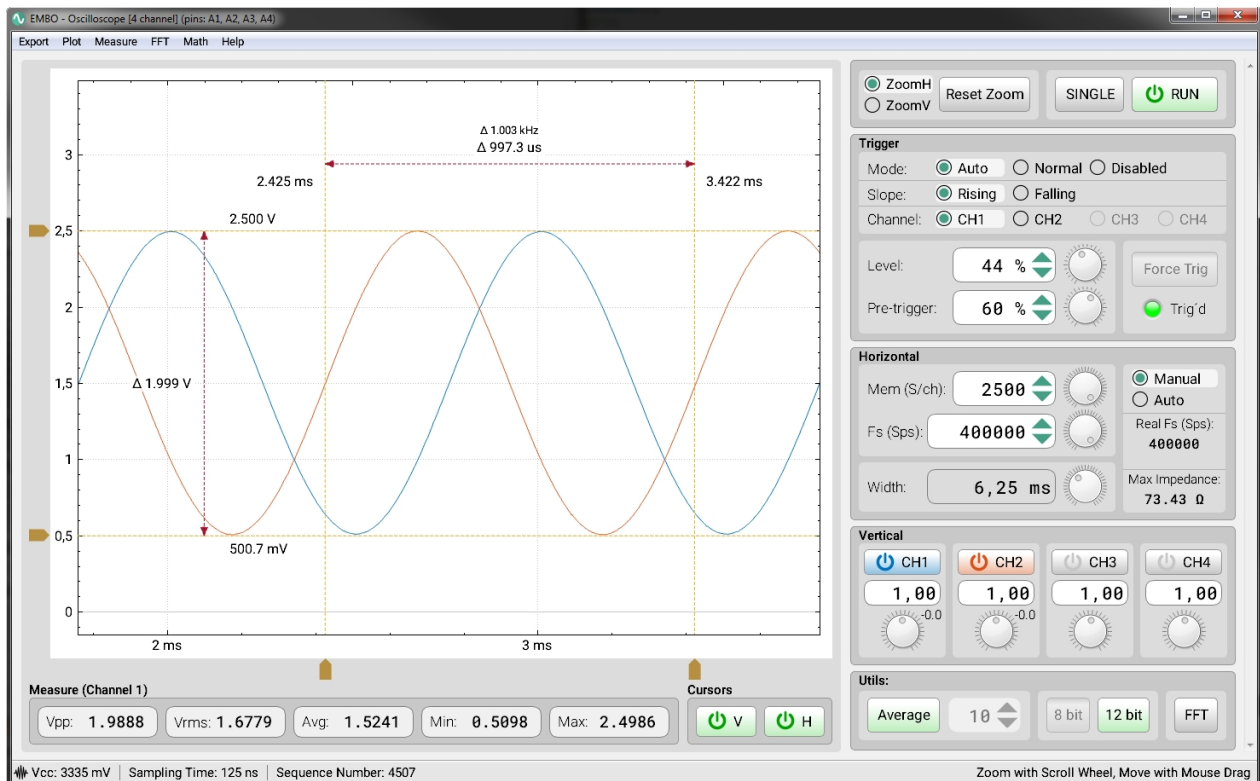 EMBO - Oscilloscope [4 channel] (pins: A1, A2, A3, A4)
Export Plot Measure FFT Math Help
Δ 1.003 kHz
Δ 997.3 us
2.425 ms
3.422 ms
2.500 V
Δ 1.999 V
500.7 mV
3
2,5
2
1,5
1
0,5
0
2 ms
3 ms
Measure (Channel 1)
Vpp: 1.9888
Vrms: 1.6779
Avg: 1.5241
Min: 0.5098
Max: 2.4986
Cursors
V
H
ZoomH
ZoomV
Reset Zoom
SINGLE
RUN
Trigger
Mode: Auto Normal Disabled
Slope: Rising Falling
Channel: CH1 CH2 CH3 CH4
Level: 44 %
Pre-trigger: 60 %
Force Trig
Trig´d
Horizontal
Mem (S/ch): 2500
Fs (Sps): 400000
Width: 6,25 ms
Manual
Auto
Real Fs (Sps):
400000
Max Impedance:
73.43 Ω
Vertical
CH1 CH2 CH3 CH4
1,00 1,00 1,00 1,00
-0.0 -0.0
Utils:
Average 10 8 bit 12 bit FFT
Vcc: 3335 mV Sampling Time: 125 ns Sequence Number: 4507
Zoom with Scroll Wheel, Move with Mouse Drag